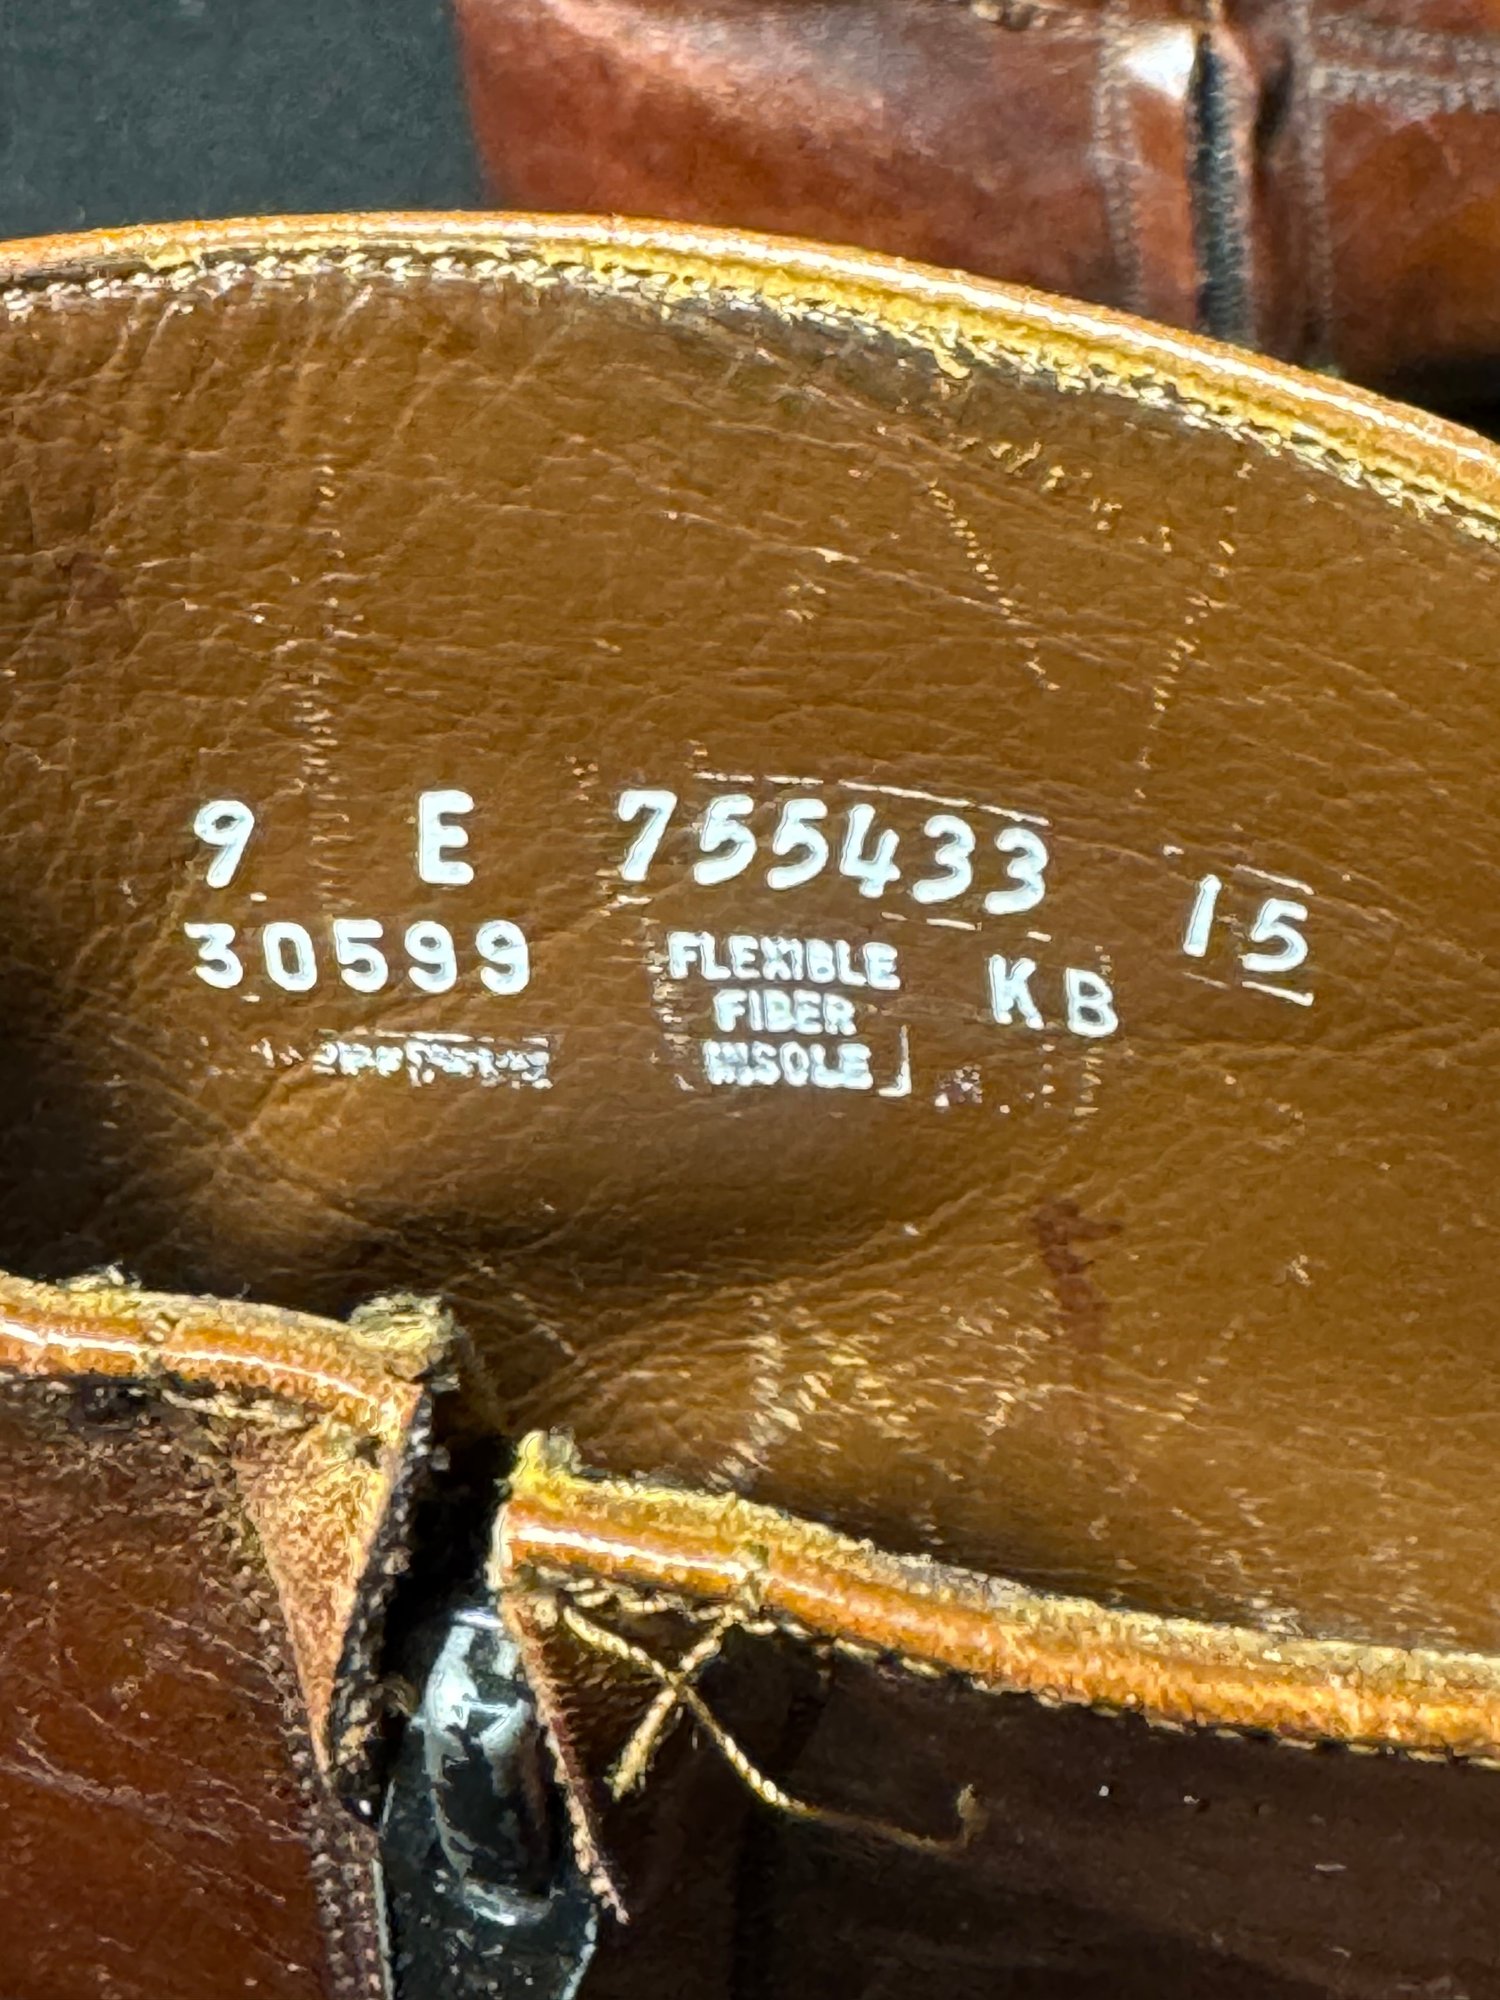 9 E 755433 15
30599 FLEXIBLE KB
FIBER
INSOLE